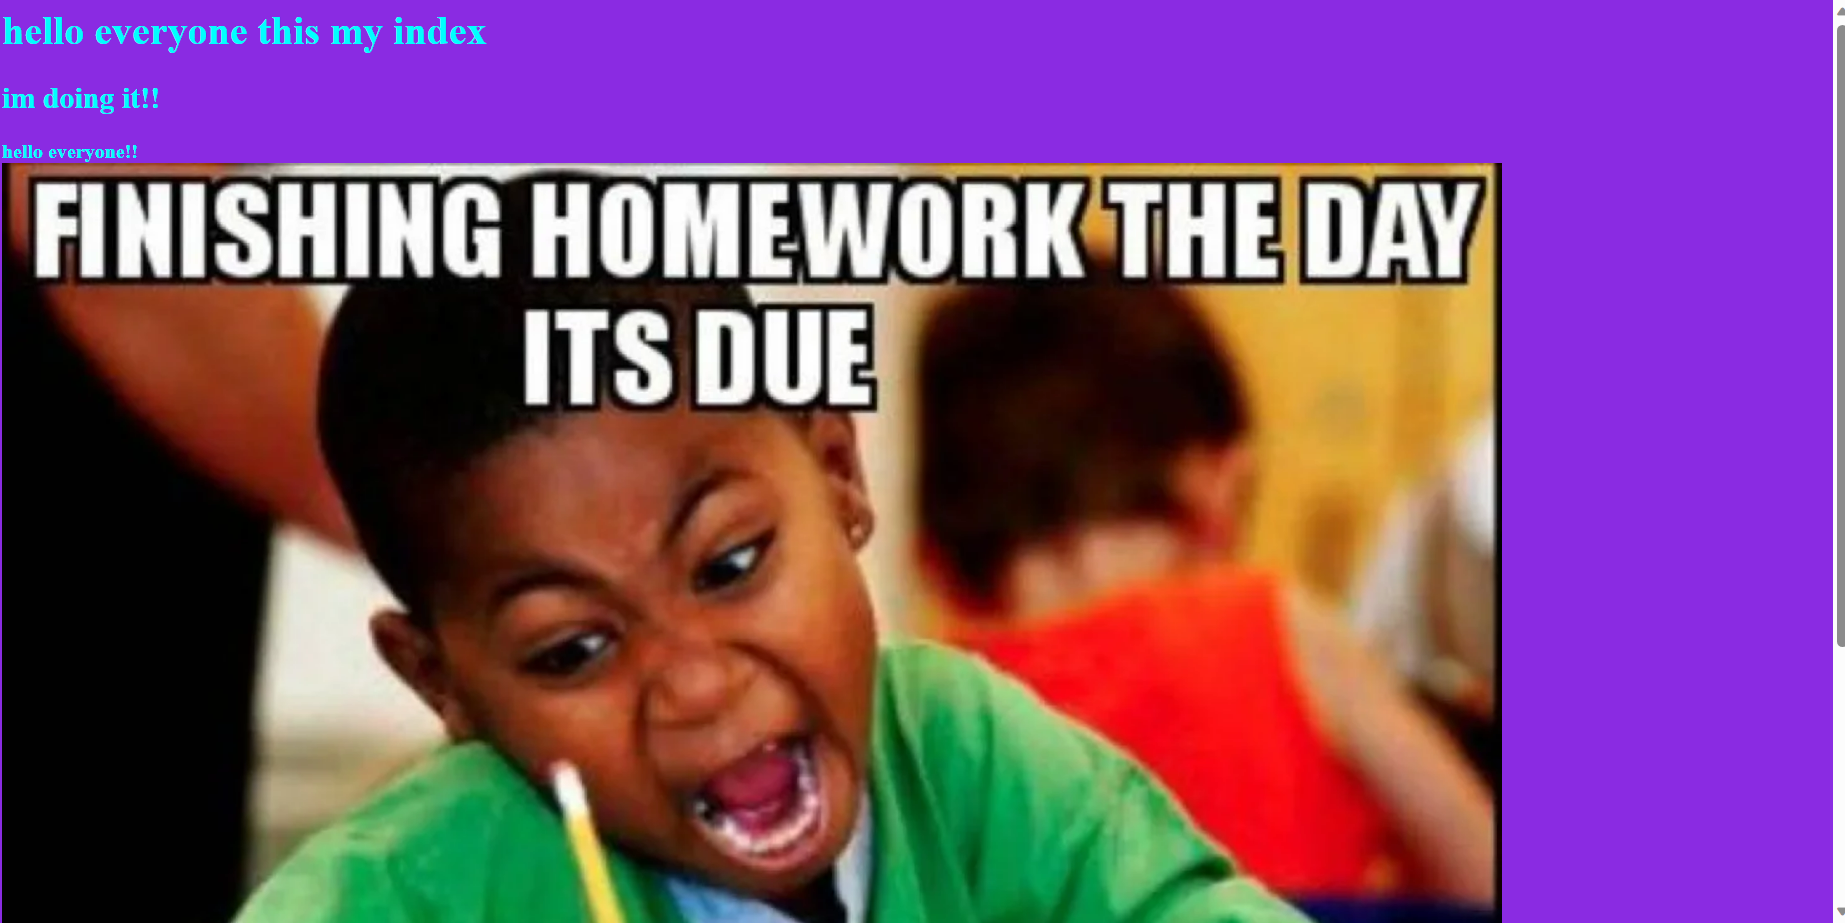 hello everyone this my index
im doing it!!
hello everyone!!
FINISHING HOMEWORK THE DAY
ITS DUE